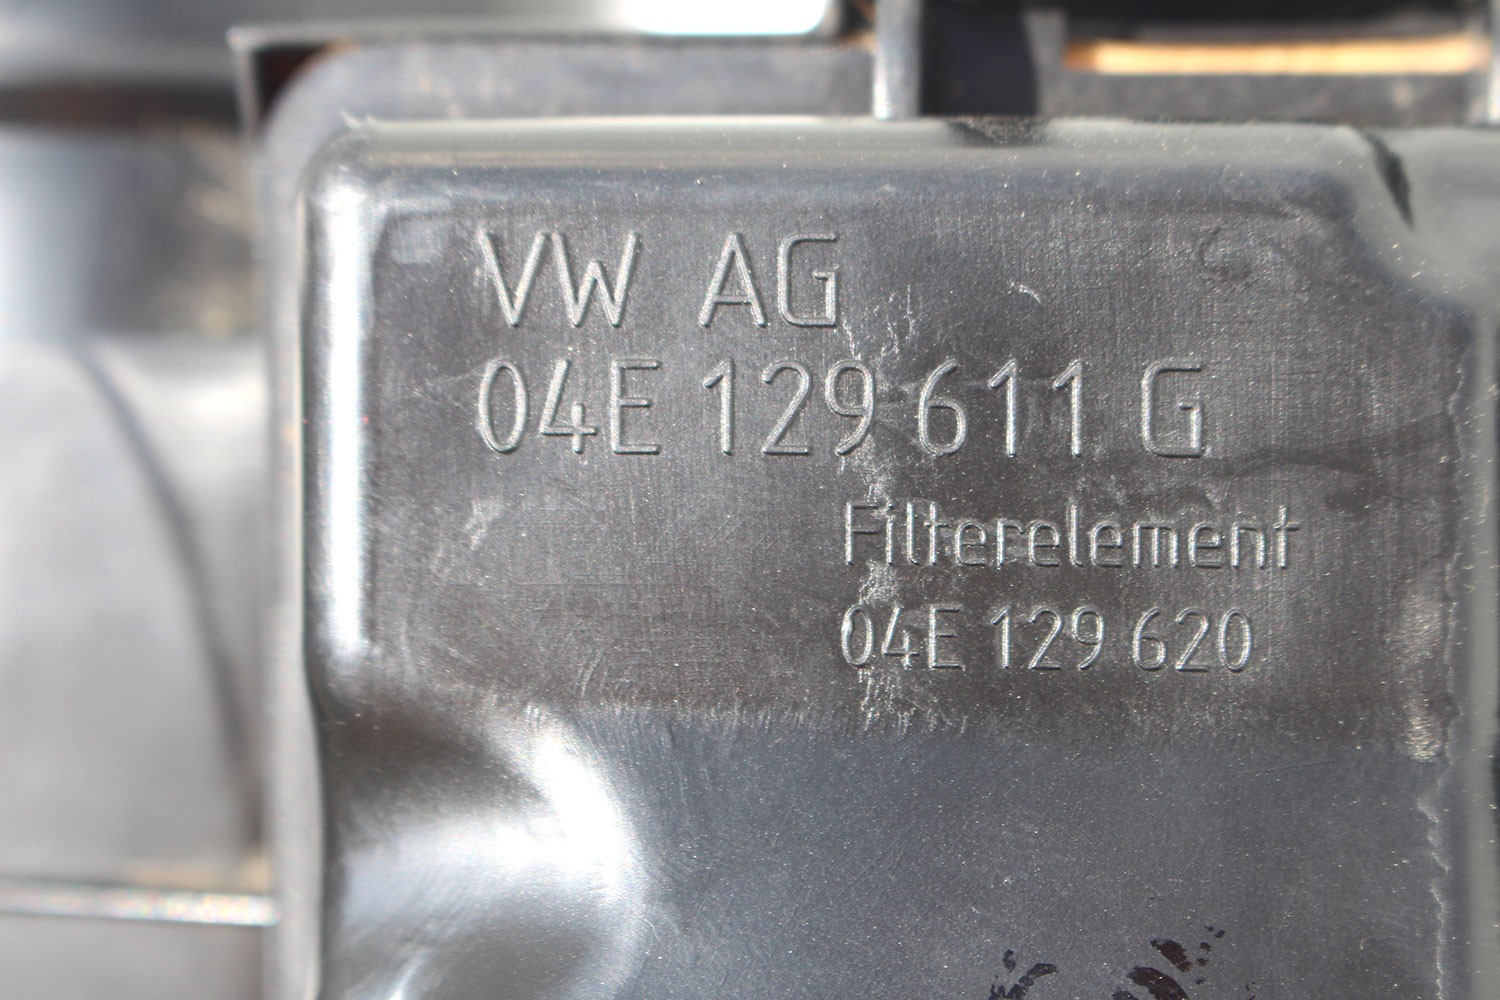 VW AG
04E 129 611 G
Filterelement
04E 129 620